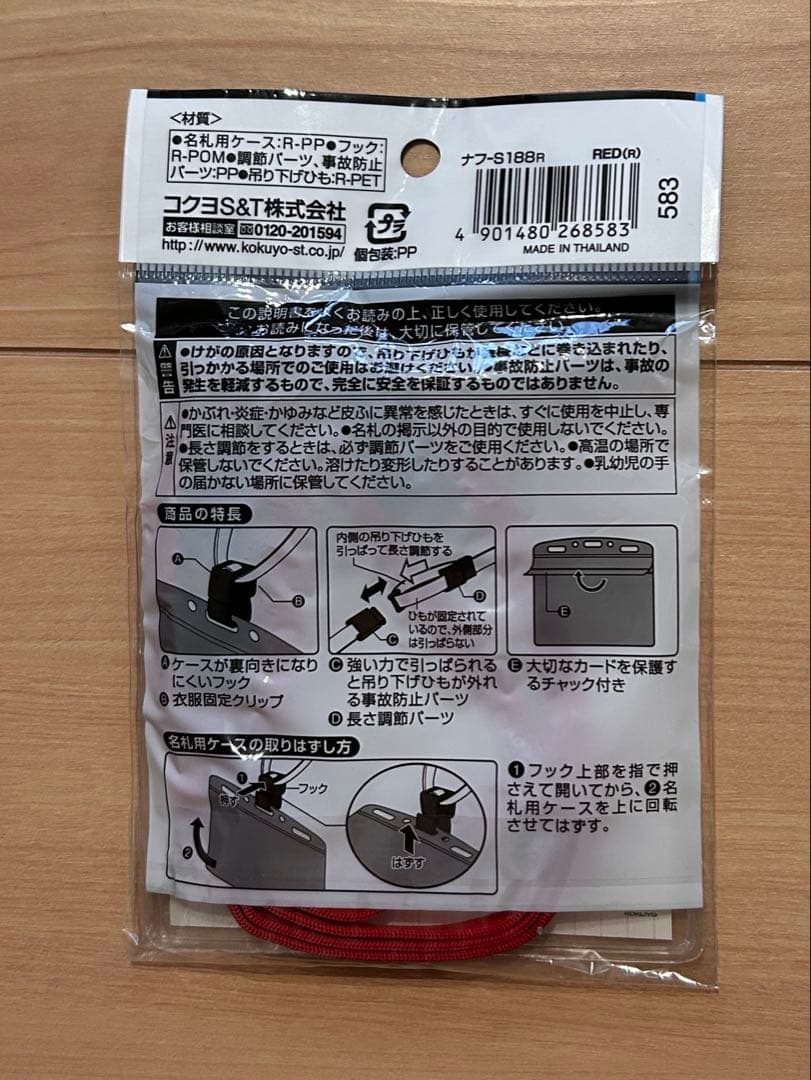 <材質>
●名札用ケース:R-PP●フック:
R-POM●調節パーツ、事故防止
パーツ:PP●吊り下げひも:R-PET
コクヨS&T株式会社
お客様相談室 0120-201594
http://www.kokuyo-st.co.jp/
プラ
個包装:PP
ナフ-S188R RED(R)
4 901480 268583
MADE IN THAILAND
583
この説明書をよくお読みの上、正しく使用してください。
お読みになった後は、大切に保管してください。
警告
●けがの原因となりますので、吊り下げひもが機械などに巻き込まれたり、
引っかかる場所でのご使用はお避けください。●事故防止パーツは、事故の
発生を軽減するもので、完全に安全を保証するものではありません。
注意
●かぶれ・炎症・かゆみなど皮ふに異常を感じたときは、すぐに使用を中止し、専
門医に相談してください。●名札の掲示以外の目的で使用しないでください。
●長さ調節をするときは、必ず調節パーツをご使用ください。●高温の場所で
保管しないでください。溶けたり変形したりすることがあります。●乳幼児の手
の届かない場所に保管してください。
商品の特長
A
B
内側の吊り下げひもを
引っぱって長さ調節する
D
ひもが固定されて
いるので、外側部分
は引っぱらない
C
E
A ケースが裏向きになり
にくいフック
B 衣服固定クリップ
C 強い力で引っぱられる
と吊り下げひもが外れ
る事故防止パーツ
D 長さ調節パーツ
E 大切なカードを保護す
るチャック付き
名札用ケースの取りはずし方
1
押す
フック
2
はずす
❶フック上部を指で押
さえて開いてから、❷名
札用ケースを上に回転
させてはずす。
KOKUYO